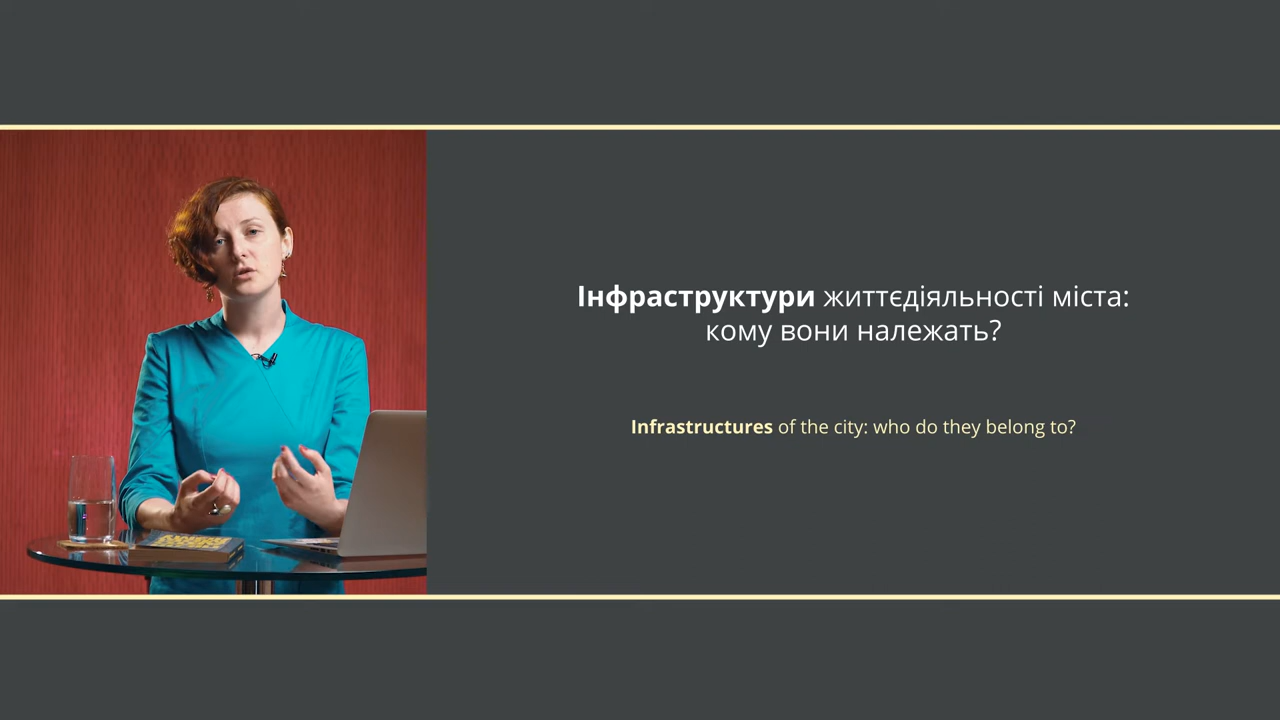 Інфраструктури життєдіяльності міста:
кому вони належать?
Infrastructures of the city: who do they belong to?